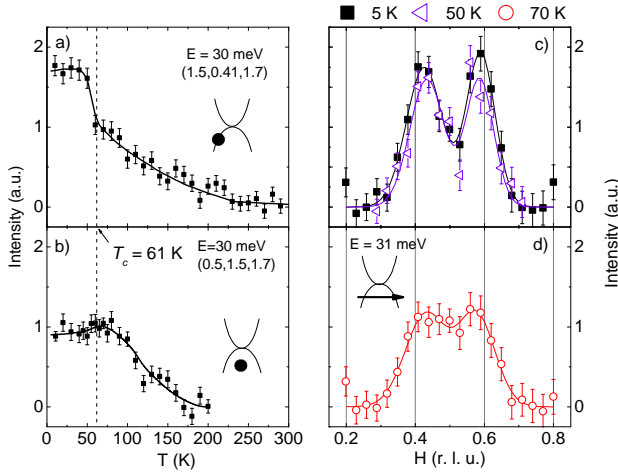 5 K 50 K 70 K
a)
E = 30 meV
(1.5,0.41,1.7)
c)
2
1
0
Intensity (a.u.)
b)
T_c = 61 K
E=30 meV
(0.5,1.5,1.7)
2
1
0
0 50 100 150 200 250 300
T (K)
2
1
0
Intensity (a.u.)
E = 31 meV
d)
1
0
0.2 0.4 0.6 0.8
H (r. l. u.)